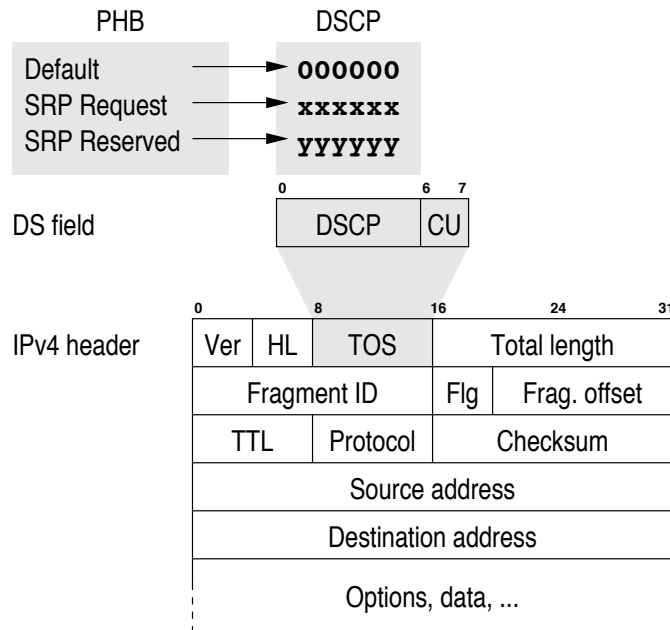 PHB DSCP
Default 000000
SRP Request xxxxxx
SRP Reserved yyyyyy
0 6 7
DS field DSCP CU
0 8 16 24 31
IPv4 header Ver HL TOS Total length
Fragment ID Flg Frag. offset
TTL Protocol Checksum
Source address
Destination address
Options, data, ...